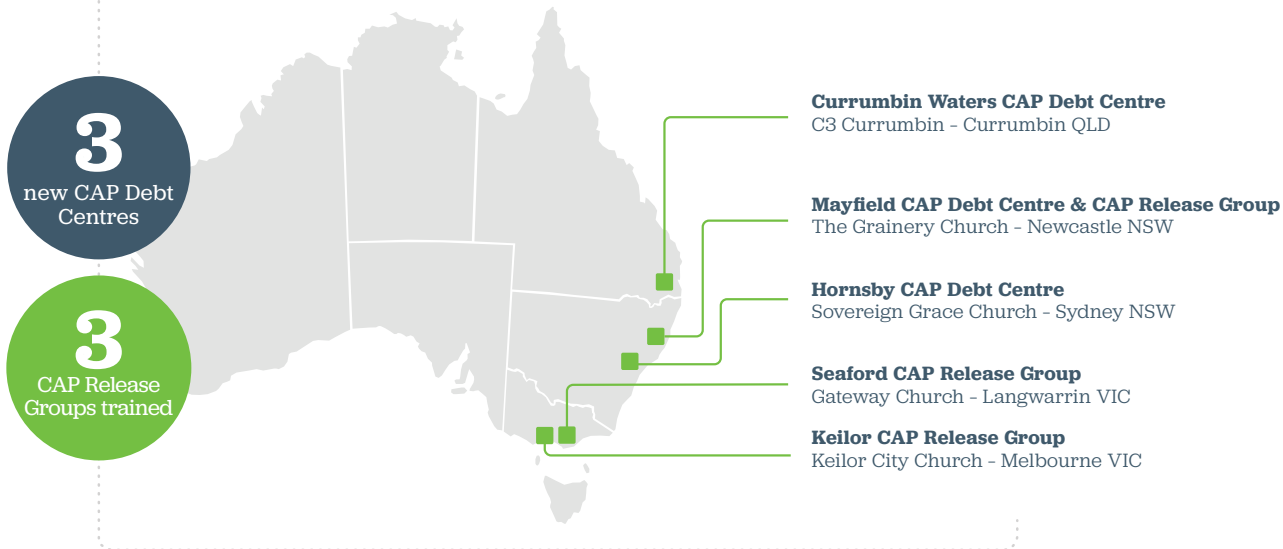 3
new CAP Debt
Centres
3
CAP Release
Groups trained
Currumbin Waters CAP Debt Centre
C3 Currumbin – Currumbin QLD
Mayfield CAP Debt Centre & CAP Release Group
The Grainery Church – Newcastle NSW
Hornsby CAP Debt Centre
Sovereign Grace Church – Sydney NSW
Seaford CAP Release Group
Gateway Church – Langwarrin VIC
Keilor CAP Release Group
Keilor City Church – Melbourne VIC